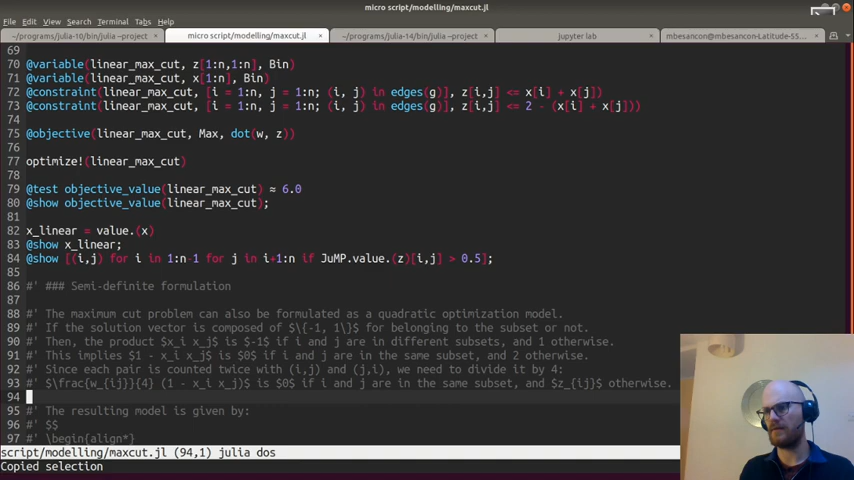 micro script/modelling/maxcut.jl
File Edit View Search Terminal Tabs Help
~/programs/julia-10/bin/julia --project × micro script/modelling/maxcut.jl × ~/programs/julia-14/bin/julia --project × jupyter lab × mbesancon@mbesancon-Latitude-55... ×
69
70 @variable(linear_max_cut, z[1:n,1:n], Bin)
71 @variable(linear_max_cut, x[1:n], Bin)
72 @constraint(linear_max_cut, [i = 1:n, j = 1:n; (i, j) in edges(g)], z[i,j] <= x[i] + x[j])
73 @constraint(linear_max_cut, [i = 1:n, j = 1:n; (i, j) in edges(g)], z[i,j] <= 2 - (x[i] + x[j]))
74
75 @objective(linear_max_cut, Max, dot(w, z))
76
77 optimize!(linear_max_cut)
78
79 @test objective_value(linear_max_cut) ≈ 6.0
80 @show objective_value(linear_max_cut);
81
82 x_linear = value.(x)
83 @show x_linear;
84 @show [(i,j) for i in 1:n-1 for j in i+1:n if JuMP.value.(z)[i,j] > 0.5];
85
86 #' ### Semi-definite formulation
87
88 #' The maximum cut problem can also be formulated as a quadratic optimization model.
89 #' If the solution vector is composed of $\{-1, 1\}$ for belonging to the subset or not.
90 #' Then, the product $x_i x_j$ is $-1$ if i and j are in different subsets, and 1 otherwise.
91 #' This implies $1 - x_i x_j$ is $0$ if i and j are in the same subset, and 2 otherwise.
92 #' Since each pair is counted twice with (i,j) and (j,i), we need to divide it by 4:
93 #' $\frac{w_{ij}}{4} (1 - x_i x_j)$ is $0$ if i and j are in the same subset, and $z_{ij}$ otherwise.
94
95 #' The resulting model is given by:
96 #' $$
97 #' \begin{align*}
script/modelling/maxcut.jl (94,1) julia dos
Copied selection